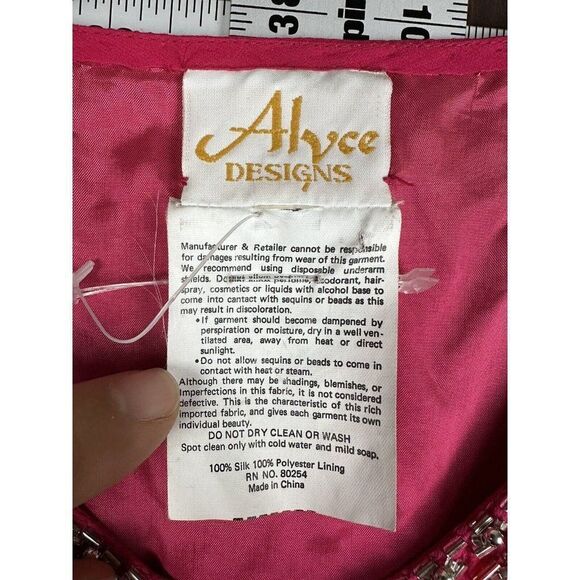 Alyce
DESIGNS
Manufacturer & Retailer cannot be responsible
for damages resulting from wear of this garment.
We recommend using disposable underarm
shields. Do not allow perfume, deodorant, hair-
spray, cosmetics or liquids with alcohol base to
come into contact with sequins or beads as this
may result in discoloration.
•If garment should become dampened by
perspiration or moisture, dry in a well ven-
tilated area, away from heat or direct
sunlight.
•Do not allow sequins or beads to come in
contact with heat or steam.
Although there may be shadings, blemishes, or
Imperfections in this fabric, it is not considered
defective. This is the characteristic of this rich
imported fabric, and gives each garment its own
individual beauty.
DO NOT DRY CLEAN OR WASH
Spot clean only with cold water and mild soap.
100% Silk 100% Polyester Lining
RN NO. 80254
Made in China